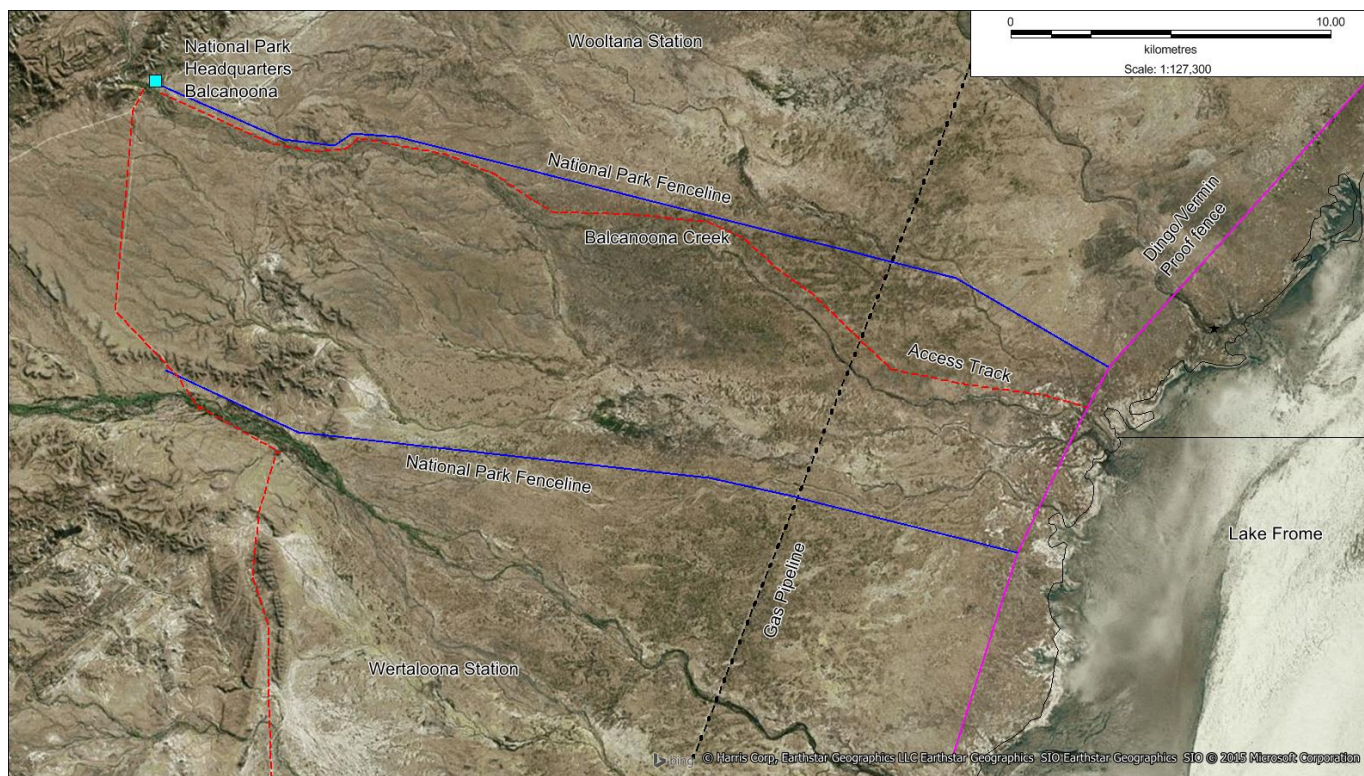 National Park
Headquarters
Balcanoona
Wooltana Station
0 10.00
kilometres
Scale: 1:127,300
National Park Fenceline
Balcanoona Creek
Dingo/Vermin
Proof fence
Access Track
National Park Fenceline
Gas Pipeline
Lake Frome
Wertaloona Station
bing
© Harris Corp, Earthstar Geographics LLC Earthstar Geographics SIO Earthstar Geographics SIO @ 2015 Microsoft Corporation